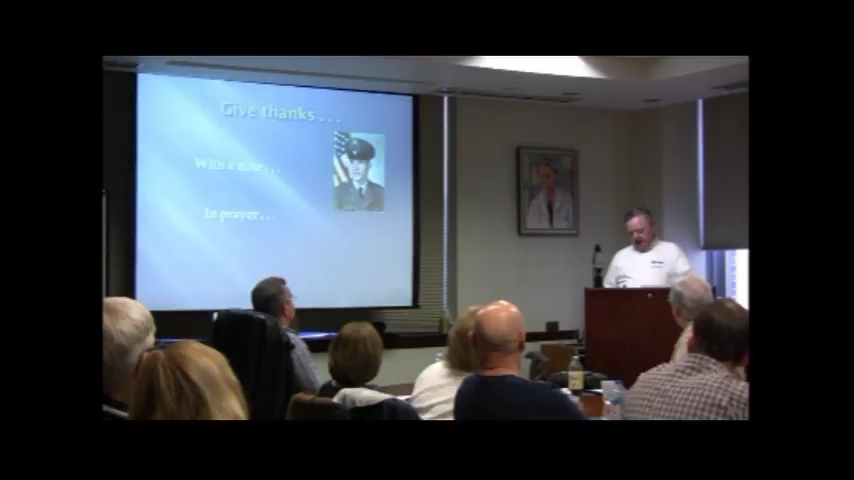 Give thanks . . .
With a note . . .
In prayer . . .